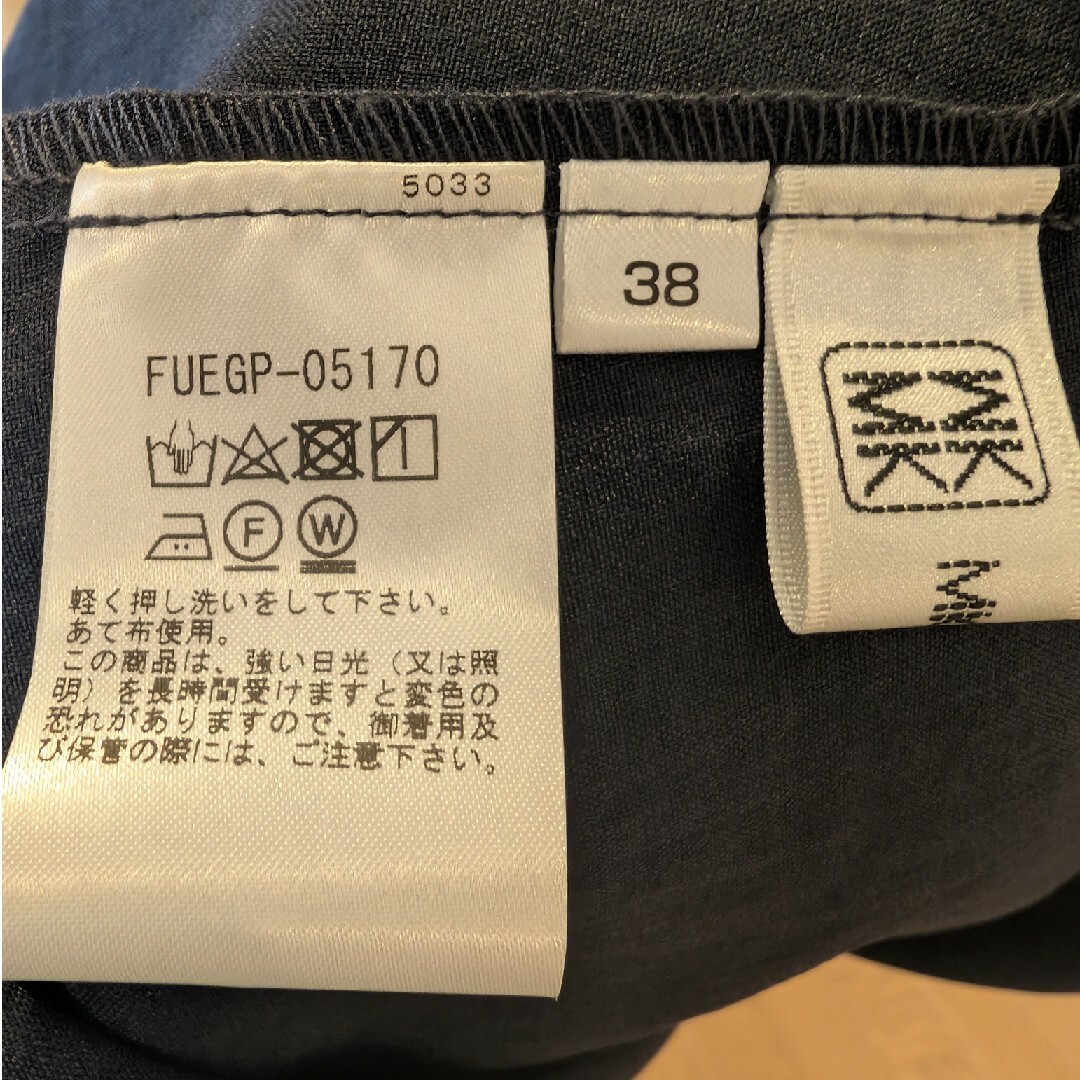 5033
38
FUEGP-05170
F W
軽く押し洗いをして下さい。
あて布使用。
この商品は、強い日光（又は照
明）を長時間受けますと変色の
恐れがありますので、御着用及
び保管の際には、ご注意下さい。